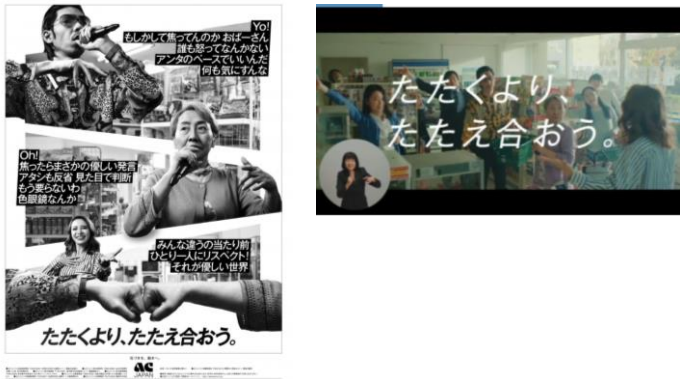 Yo!
もしかして焦ってんのか おばーさん
誰も怒ってなんかない
アンタのペースでいいんだ
何も気にすんな
Oh!
焦ったらまさかの優しい発言
アタシも反省 見た目で判断
もう要らないわ
色眼鏡なんか
みんな違うの当たり前
ひとり一人にリスペクト!
それが優しい世界
たたくより、たたえ合おう。
ac
JAPAN
たたくより、
たたえ合おう。